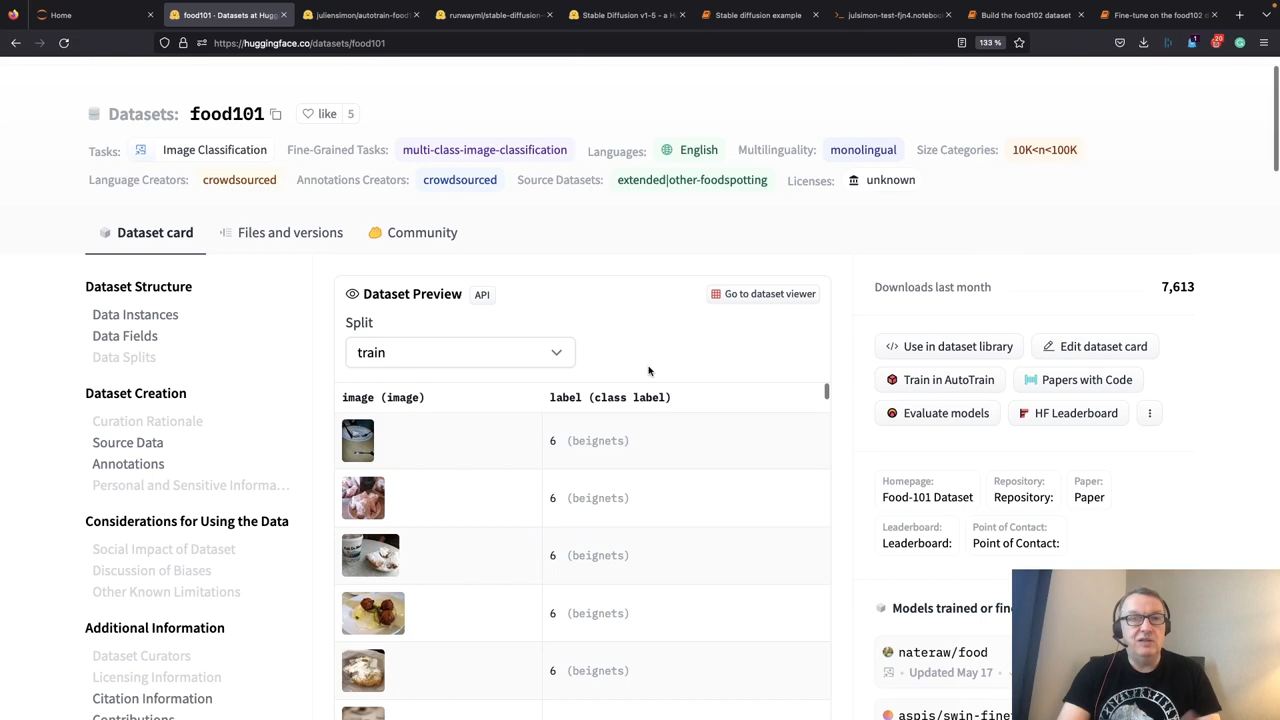 Home
food101 · Datasets at Hugg
juliensimon/autotrain-food1
runwayml/stable-diffusion-
Stable Diffusion v1-5 - a H
Stable diffusion example
julsimon-test-fjn4.notebook
Build the food102 dataset
Fine-tune on the food102 d
https://huggingface.co/datasets/food101
133 %
20
Datasets: food101 like 5
Tasks: Image Classification Fine-Grained Tasks: multi-class-image-classification Languages: English Multilinguality: monolingual Size Categories: 10K<n<100K
Language Creators: crowdsourced Annotations Creators: crowdsourced Source Datasets: extended|other-foodspotting Licenses: unknown
Dataset card Files and versions Community
Dataset Structure
Data Instances
Data Fields
Data Splits
Dataset Creation
Curation Rationale
Source Data
Annotations
Personal and Sensitive Informa...
Considerations for Using the Data
Social Impact of Dataset
Discussion of Biases
Other Known Limitations
Additional Information
Dataset Curators
Licensing Information
Citation Information
Contributions
Dataset Preview API Go to dataset viewer
Split
train
image (image) label (class label)
6 (beignets)
6 (beignets)
6 (beignets)
6 (beignets)
6 (beignets)
Downloads last month 7,613
Use in dataset library Edit dataset card
Train in AutoTrain Papers with Code
Evaluate models HF Leaderboard
Homepage: Repository: Paper:
Food-101 Dataset Repository: Paper
Leaderboard: Point of Contact:
Leaderboard: Point of Contact:
Models trained or fin
nateraw/food
Updated May 17
aspis/swin-fine